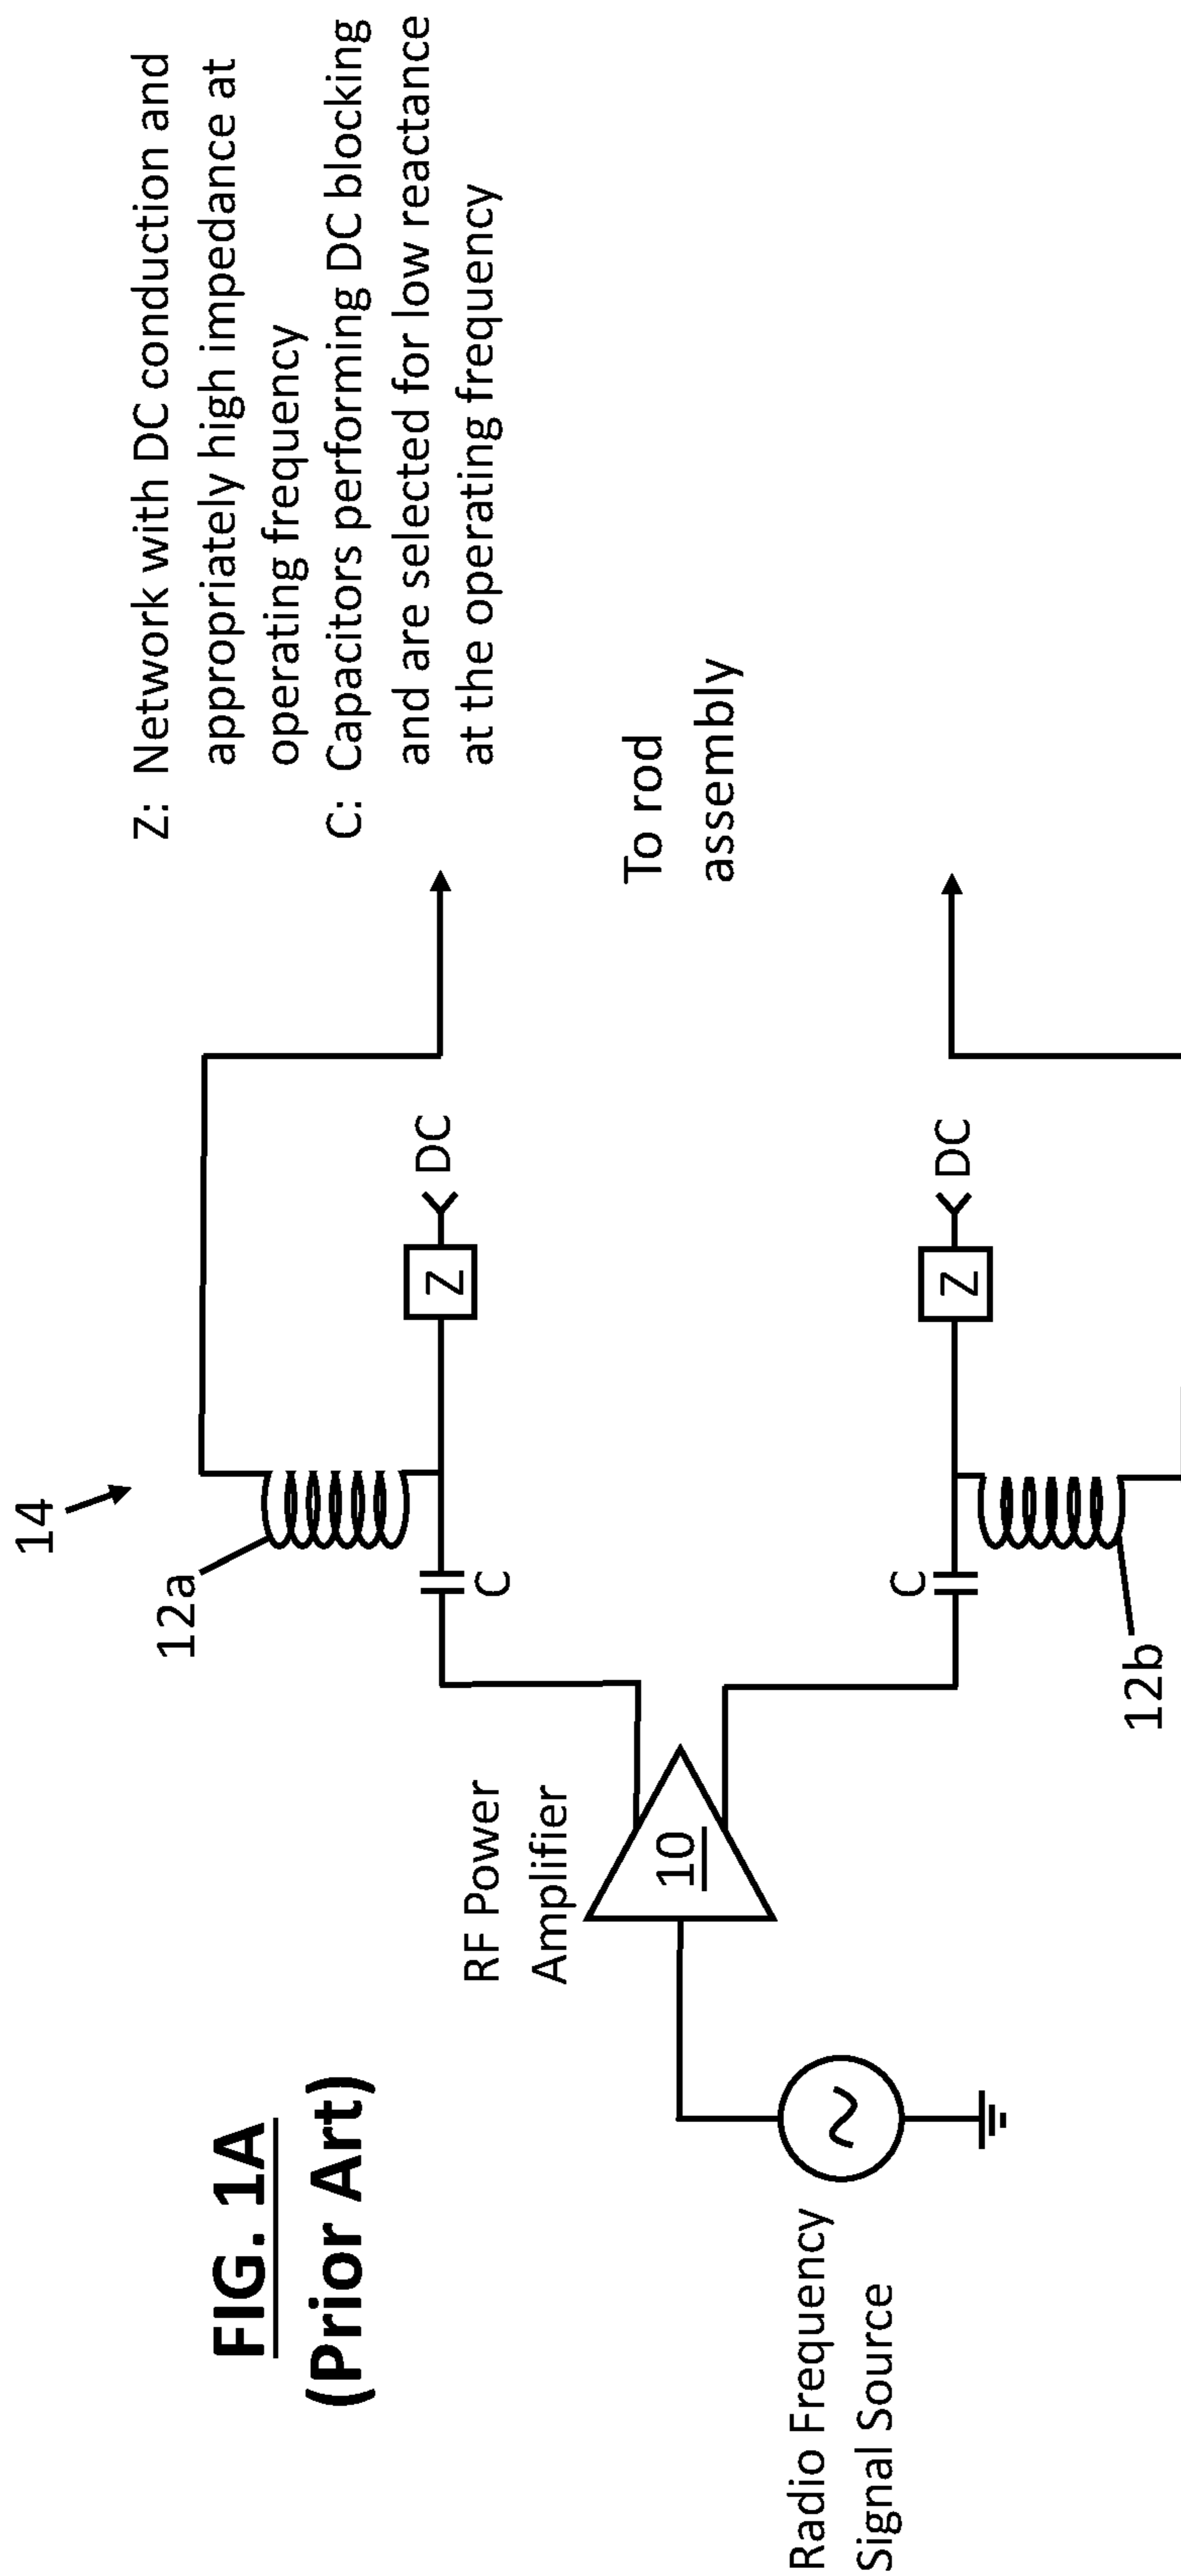 FIG. 1A
(Prior Art)
14
12a
Z: Network with DC conduction and
appropriately high impedance at
operating frequency
C: Capacitors performing DC blocking
and are selected for low reactance
at the operating frequency
C
Z
DC
RF Power
Amplifier
10
To rod
assembly
Radio Frequency
Signal Source
C
Z
DC
12b